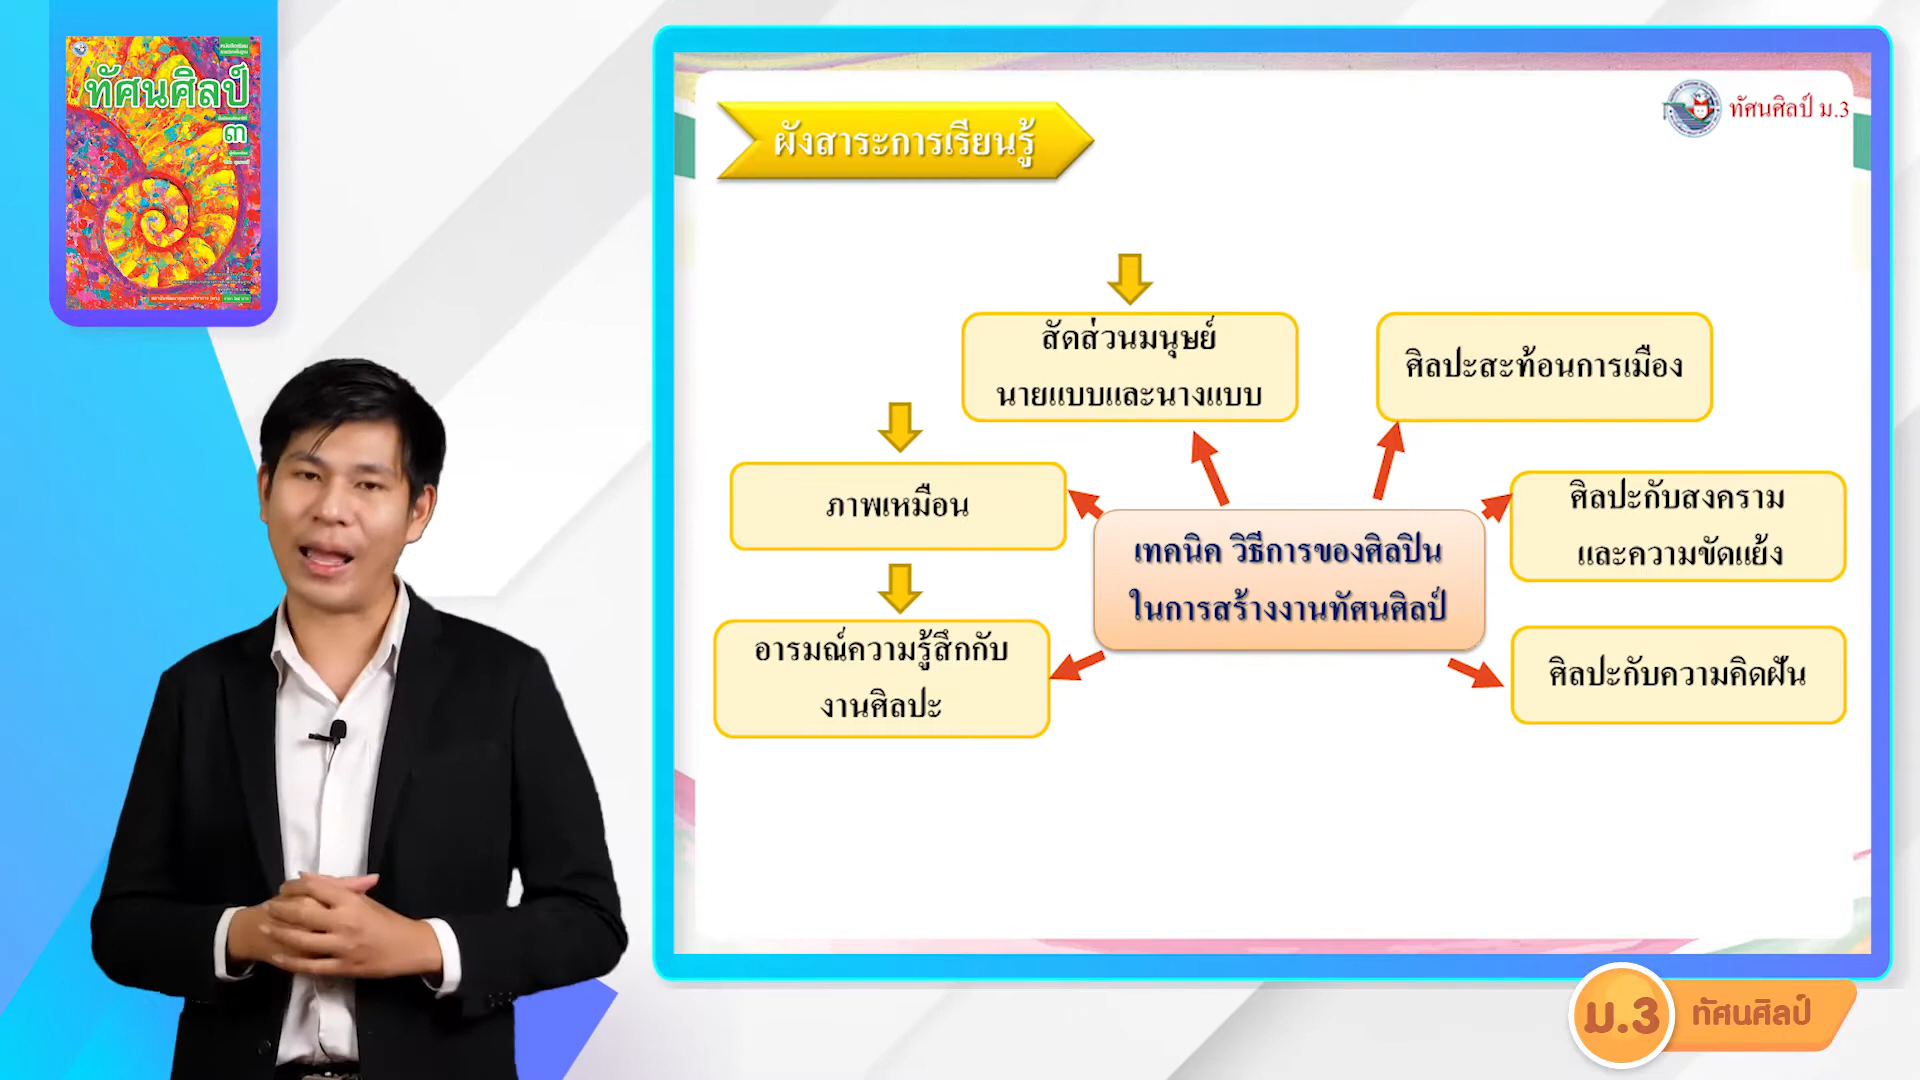 ทัศนศิลป์
๓
ผังสาระการเรียนรู้
ทัศนศิลป์ ม.3
สัดส่วนมนุษย์
นายแบบและนางแบบ
ศิลปะสะท้อนการเมือง
ภาพเหมือน
ศิลปะกับสงคราม
และความขัดแย้ง
เทคนิค วิธีการของศิลปิน
ในการสร้างงานทัศนศิลป์
อารมณ์ความรู้สึกกับ
งานศิลปะ
ศิลปะกับความคิดฝัน
ม.3
ทัศนศิลป์